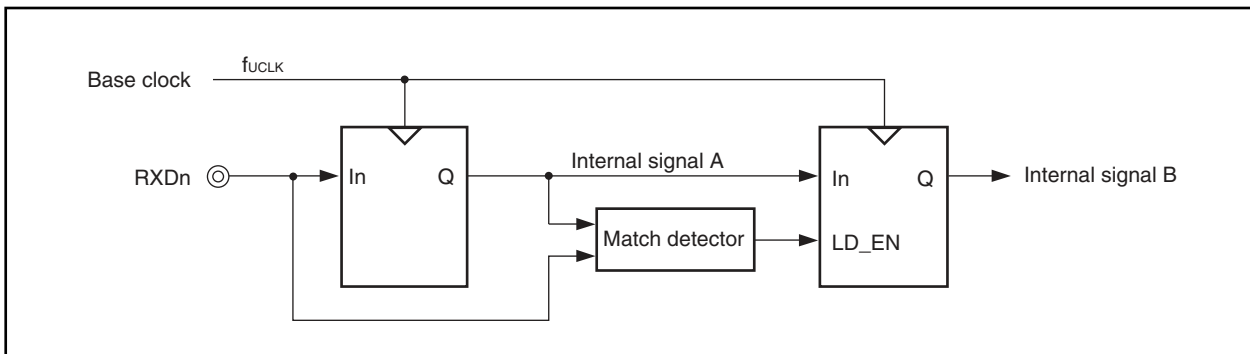 fUCLK
Base clock
Internal signal A
RXDn
In
Q
In
Q
Internal signal B
Match detector
LD_EN